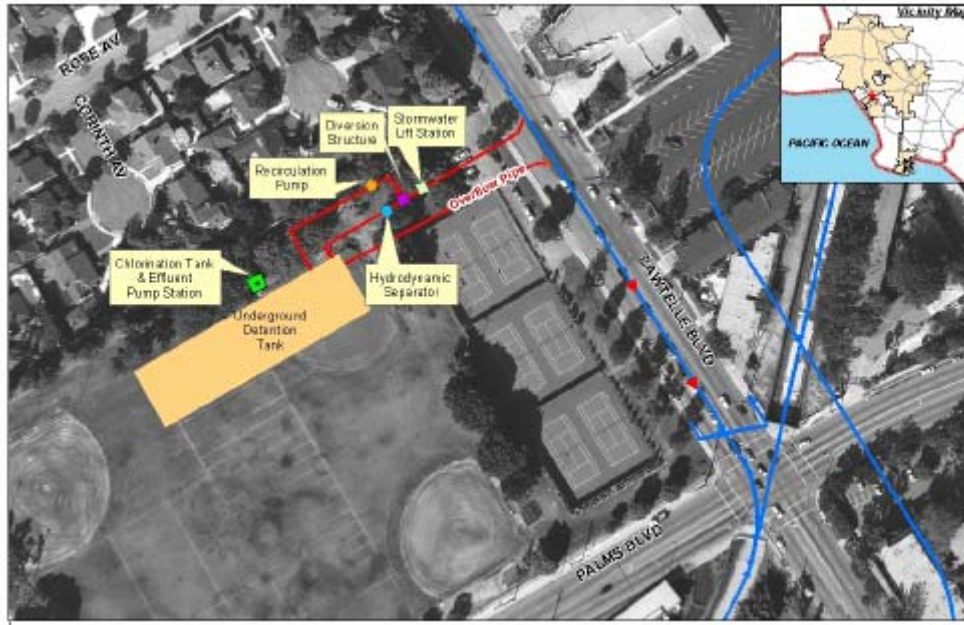 Vicinity Map
PACIFIC OCEAN
ROSE AV
CORINTH AV
Diversion
Structure
Stormwater
Lift Station
Recirculation
Pump
Overflow Pipe
Chlorination Tank
& Effluent
Pump Station
Hydrodynamic
Separator
Underground
Detention
Tank
SAWTELLE BLVD
PALMS BLVD